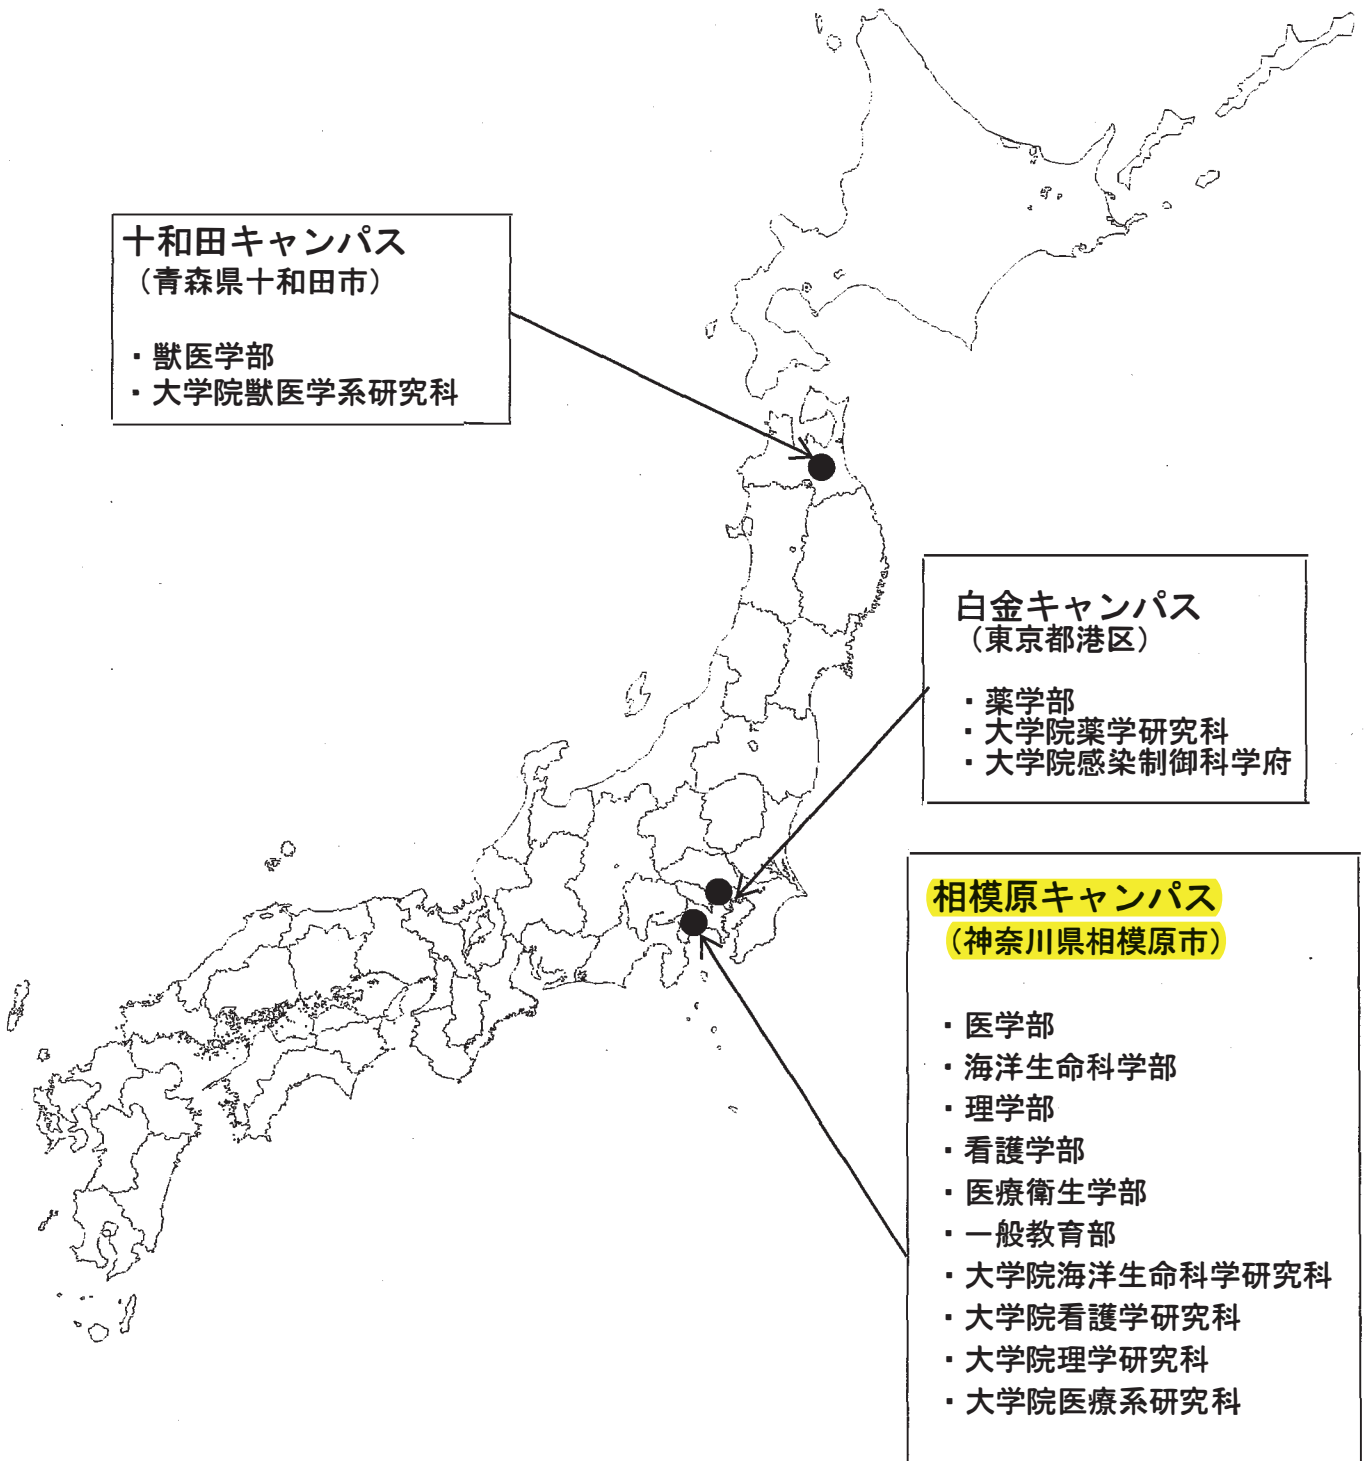 十和田キャンパス
（青森県十和田市）
・獣医学部
・大学院獣医学系研究科
白金キャンパス
（東京都港区）
・薬学部
・大学院薬学研究科
・大学院感染制御科学府
相模原キャンパス
（神奈川県相模原市）
・医学部
・海洋生命科学部
・理学部
・看護学部
・医療衛生学部
・一般教育部
・大学院海洋生命科学研究科
・大学院看護学研究科
・大学院理学研究科
・大学院医療系研究科